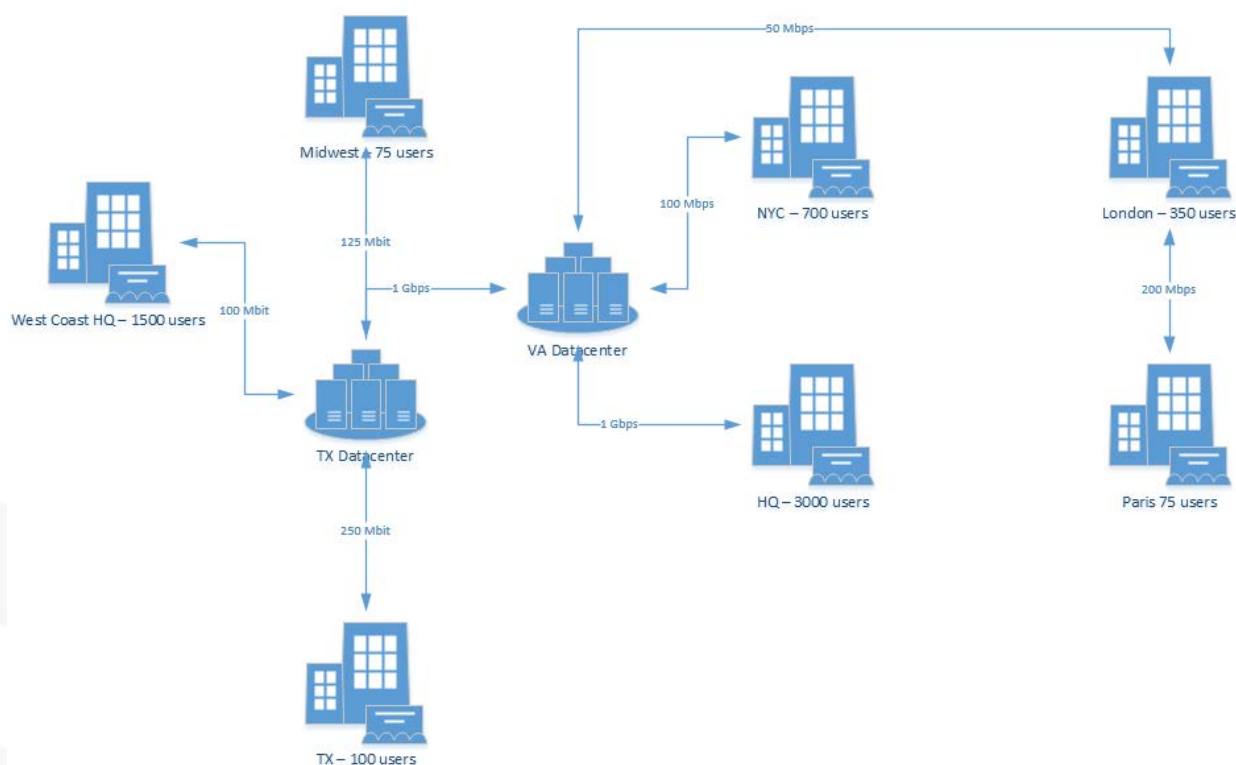 50 Mbps
Midwest – 75 users
NYC – 700 users
London – 350 users
100 Mbps
125 Mbit
1 Gbps
200 Mbps
West Coast HQ – 1500 users
100 Mbit
VA Datacenter
1 Gbps
TX Datacenter
HQ – 3000 users
Paris 75 users
250 Mbit
TX – 100 users